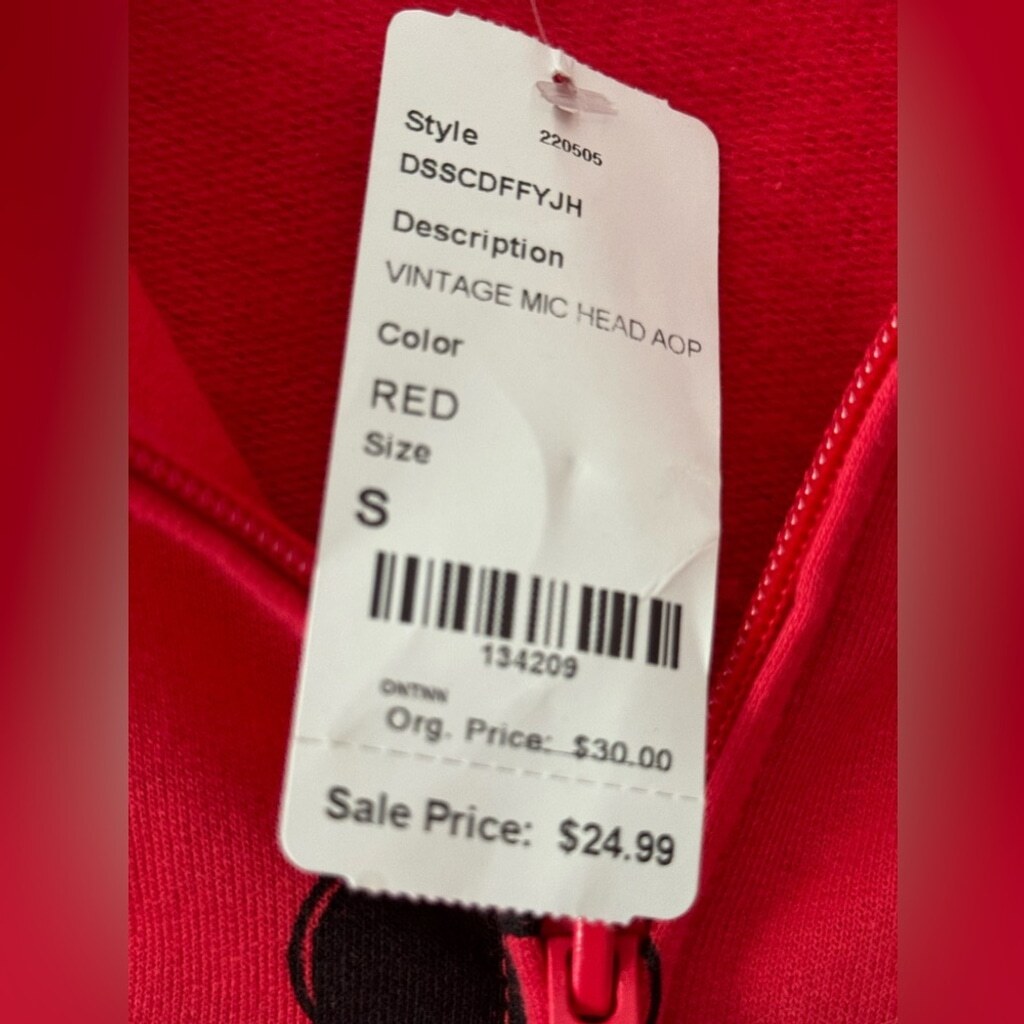 Style 220505
DSSCDFFYJH
Description
VINTAGE MIC HEAD AOP
Color
RED
Size
S
134209
Org. Price: $30.00
Sale Price: $24.99